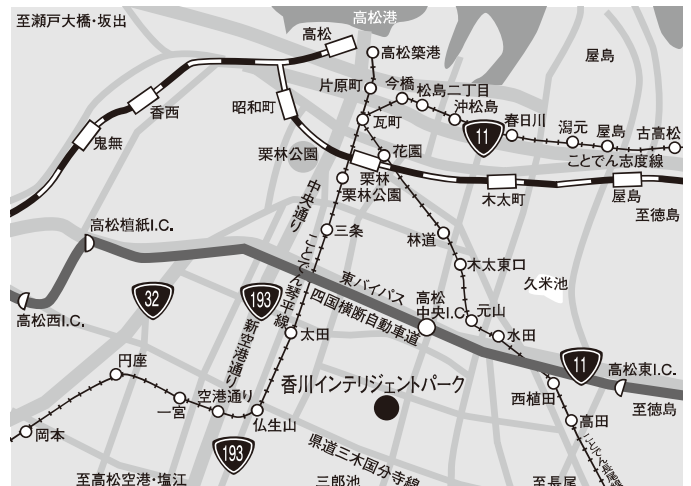 至瀬戸大橋・坂出
高松港
高松
高松築港
屋島
片原町
今橋
松島二丁目
昭和町
沖松島
香西
瓦町
春日川
潟元
屋島
古高松
11
鬼無
花園
ことでん志度線
栗林公園
栗林
栗林公園
木太町
屋島
中央通り
至徳島
高松檀紙I.C.
三条
林道
ことでん琴平線
木太東口
東バイパス
久米池
32
193
高松
中央I.C.
四国横断自動車道
元山
高松西I.C.
新空港通り
太田
水田
円座
11
高松東I.C.
香川インテリジェントパーク
西植田
一宮
空港通り
至徳島
仏生山
高田
岡本
193
県道三木国分寺線
ことでん長尾線
至高松空港・塩江
三郎池
至長尾